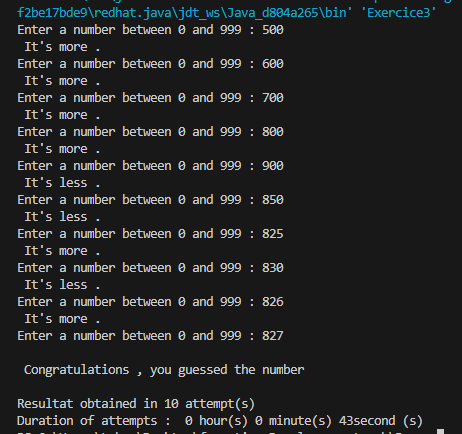 f2be17bde9\redhat.java\jdt_ws\Java_d804a265\bin' 'Exercice3'
Enter a number between 0 and 999 : 500
 It's more .
Enter a number between 0 and 999 : 600
 It's more .
Enter a number between 0 and 999 : 700
 It's more .
Enter a number between 0 and 999 : 800
 It's more .
Enter a number between 0 and 999 : 900
 It's less .
Enter a number between 0 and 999 : 850
 It's less .
Enter a number between 0 and 999 : 825
 It's more .
Enter a number between 0 and 999 : 830
 It's less .
Enter a number between 0 and 999 : 826
 It's more .
Enter a number between 0 and 999 : 827

 Congratulations , you guessed the number

Resultat obtained in 10 attempt(s)
Duration of attempts :  0 hour(s) 0 minute(s) 43second (s)